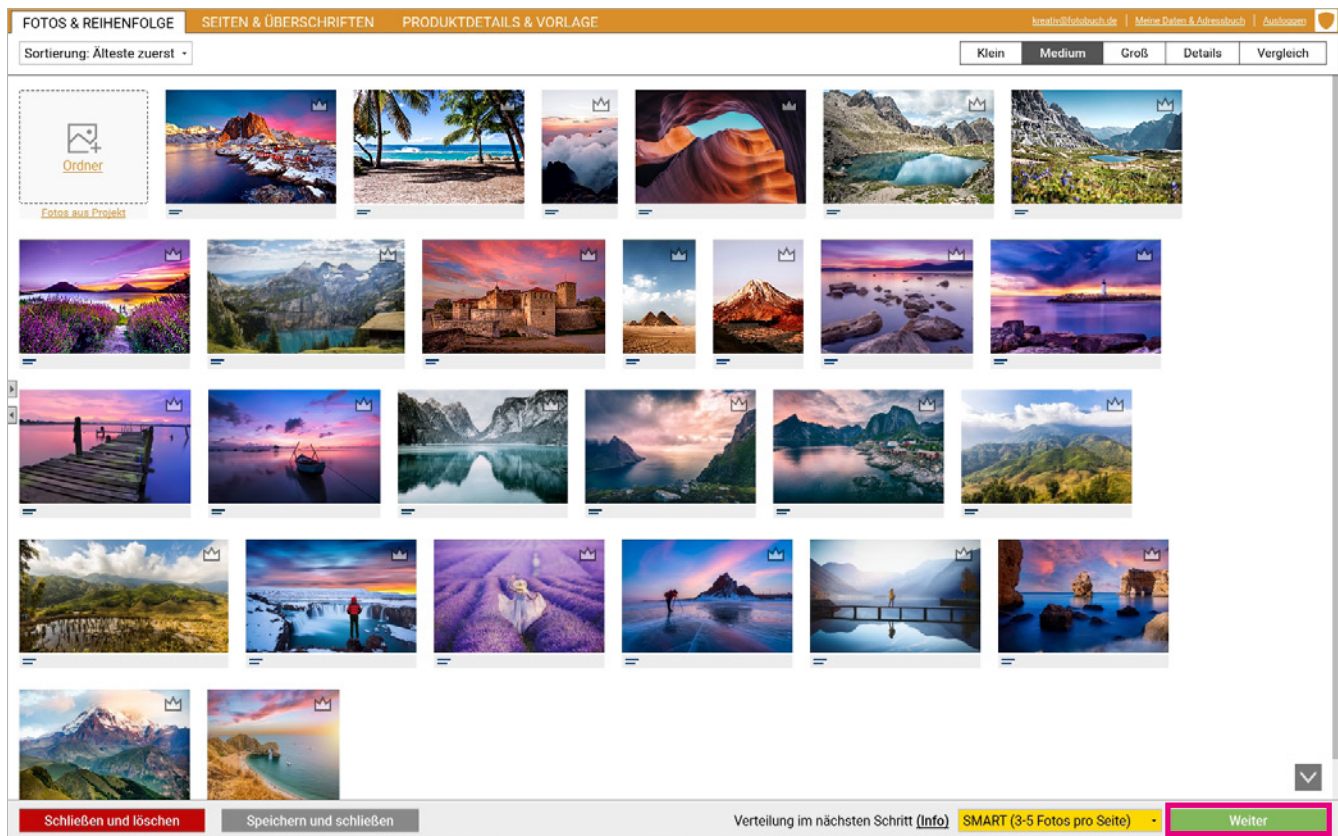 FOTOS & REIHENFOLGE SEITEN & ÜBERSCHRIFTEN PRODUKTDETAILS & VORLAGE kreativ@fotobuch.de | Meine Daten & Adressbuch | Ausloggen
Sortierung: Älteste zuerst Klein Medium Groß Details Vergleich
Ordner
Fotos aus Projekt
Schließen und löschen Speichern und schließen Verteilung im nächsten Schritt (Info) SMART (3-5 Fotos pro Seite) Weiter